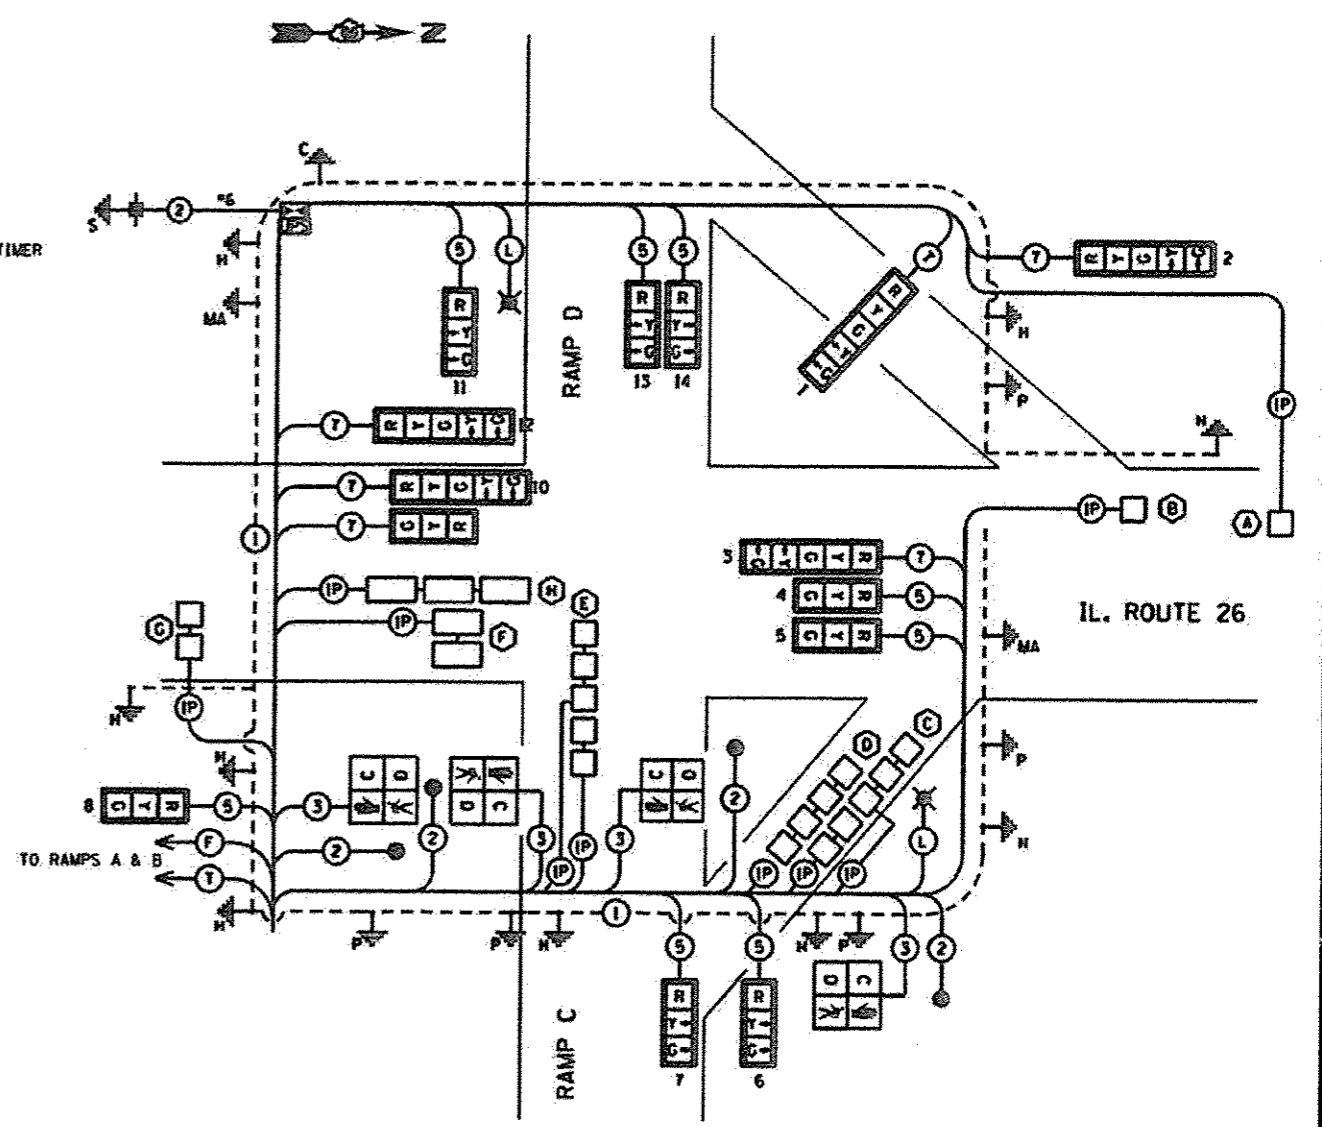 N
C
S
2
"6
H
TIMER
MA
5
L
5
5
R
Y
G
11
R
Y
G
13
R
Y
G
14
RAMP D
1
R Y G Y G
7
R Y G Y G 2
H
P
H
IP
7
R Y G Y G 12
7
R Y G Y G 10
7
G Y R
1
IP
B
A
3
G Y G Y R
7
4
G Y R
5
5
G Y R
5
IL. ROUTE 26
MA
IP
H
E
IP
F
G
IP
H
H
8
G Y R
5
3
C D
D C
2
3
C D
3
2
D
C
P
L
H
F
TO RAMPS A & B
T
2
IP
IP
IP
IP
IP
H
P
P
H
1
5
5
H
P
3
2
R
Y
G
7
R
Y
G
6
D C
RAMP C